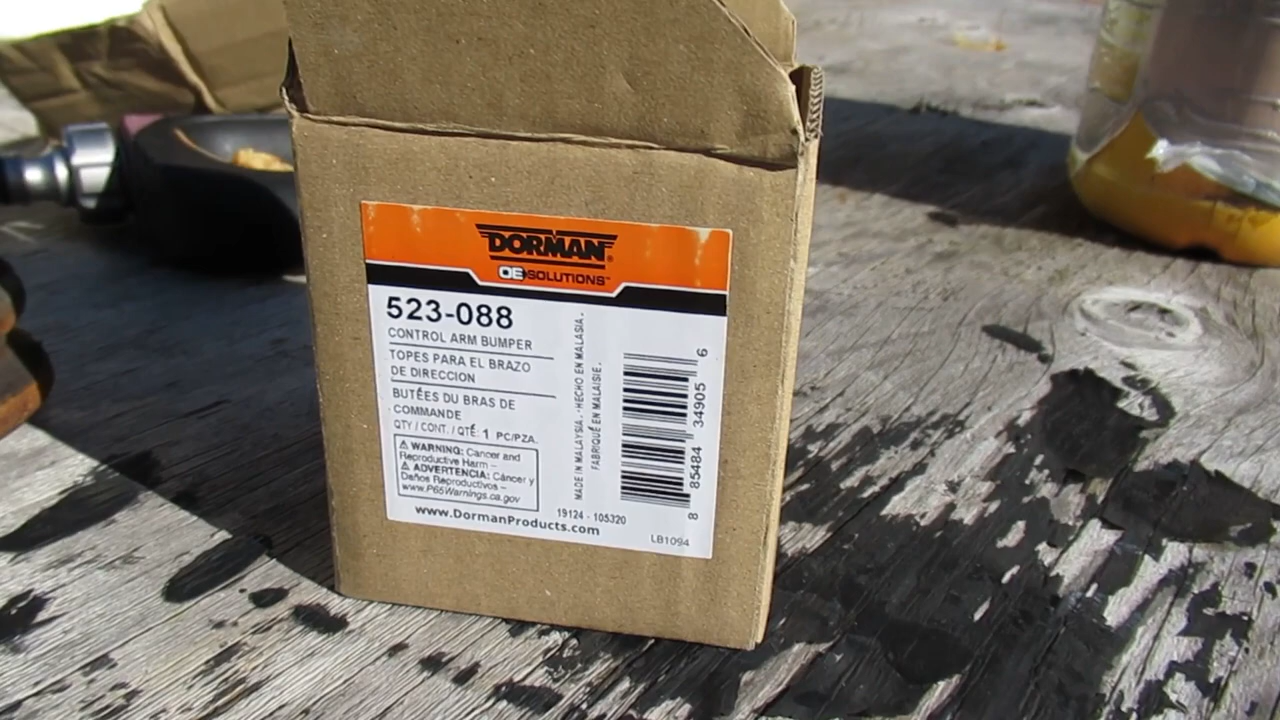 DORMAN®
OE SOLUTIONS™
523-088
CONTROL ARM BUMPER
TOPES PARA EL BRAZO
DE DIRECCION
BUTÉES DU BRAS DE
COMMANDE
QTY / CONT. / QTÉ: 1 PC/PZA.
⚠ WARNING: Cancer and
Reproductive Harm –
⚠ ADVERTENCIA: Cáncer y
Daños Reproductivos –
www.P65Warnings.ca.gov
www.DormanProducts.com
MADE IN MALAYSIA. · HECHO EN MALASIA.
FABRIQUÉ EN MALAISIE.
8 85484 34905 6
19124 - 105320
LB1094